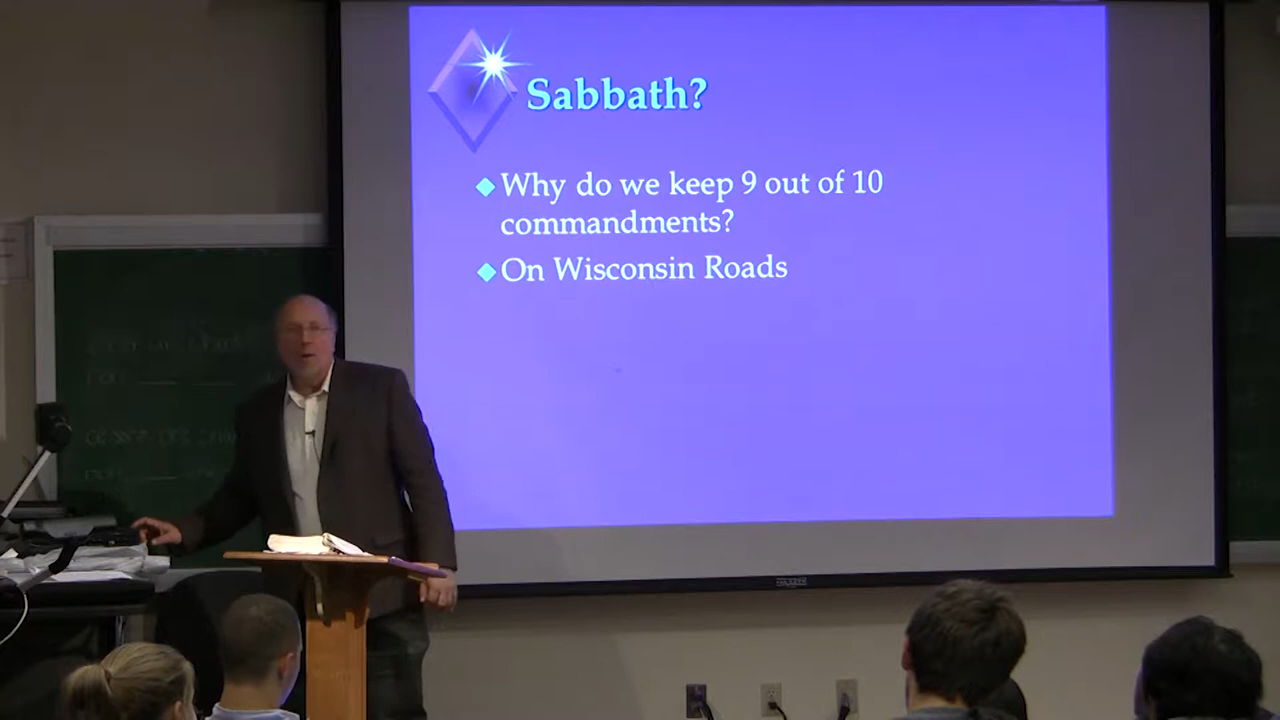 Sabbath?
Why do we keep 9 out of 10
commandments?
On Wisconsin Roads